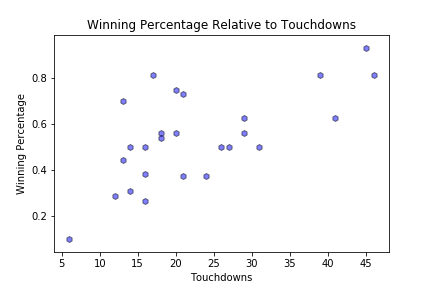 Winning Percentage Relative to Touchdowns
Winning Percentage
0.8
0.6
0.4
0.2
5 10 15 20 25 30 35 40 45
Touchdowns